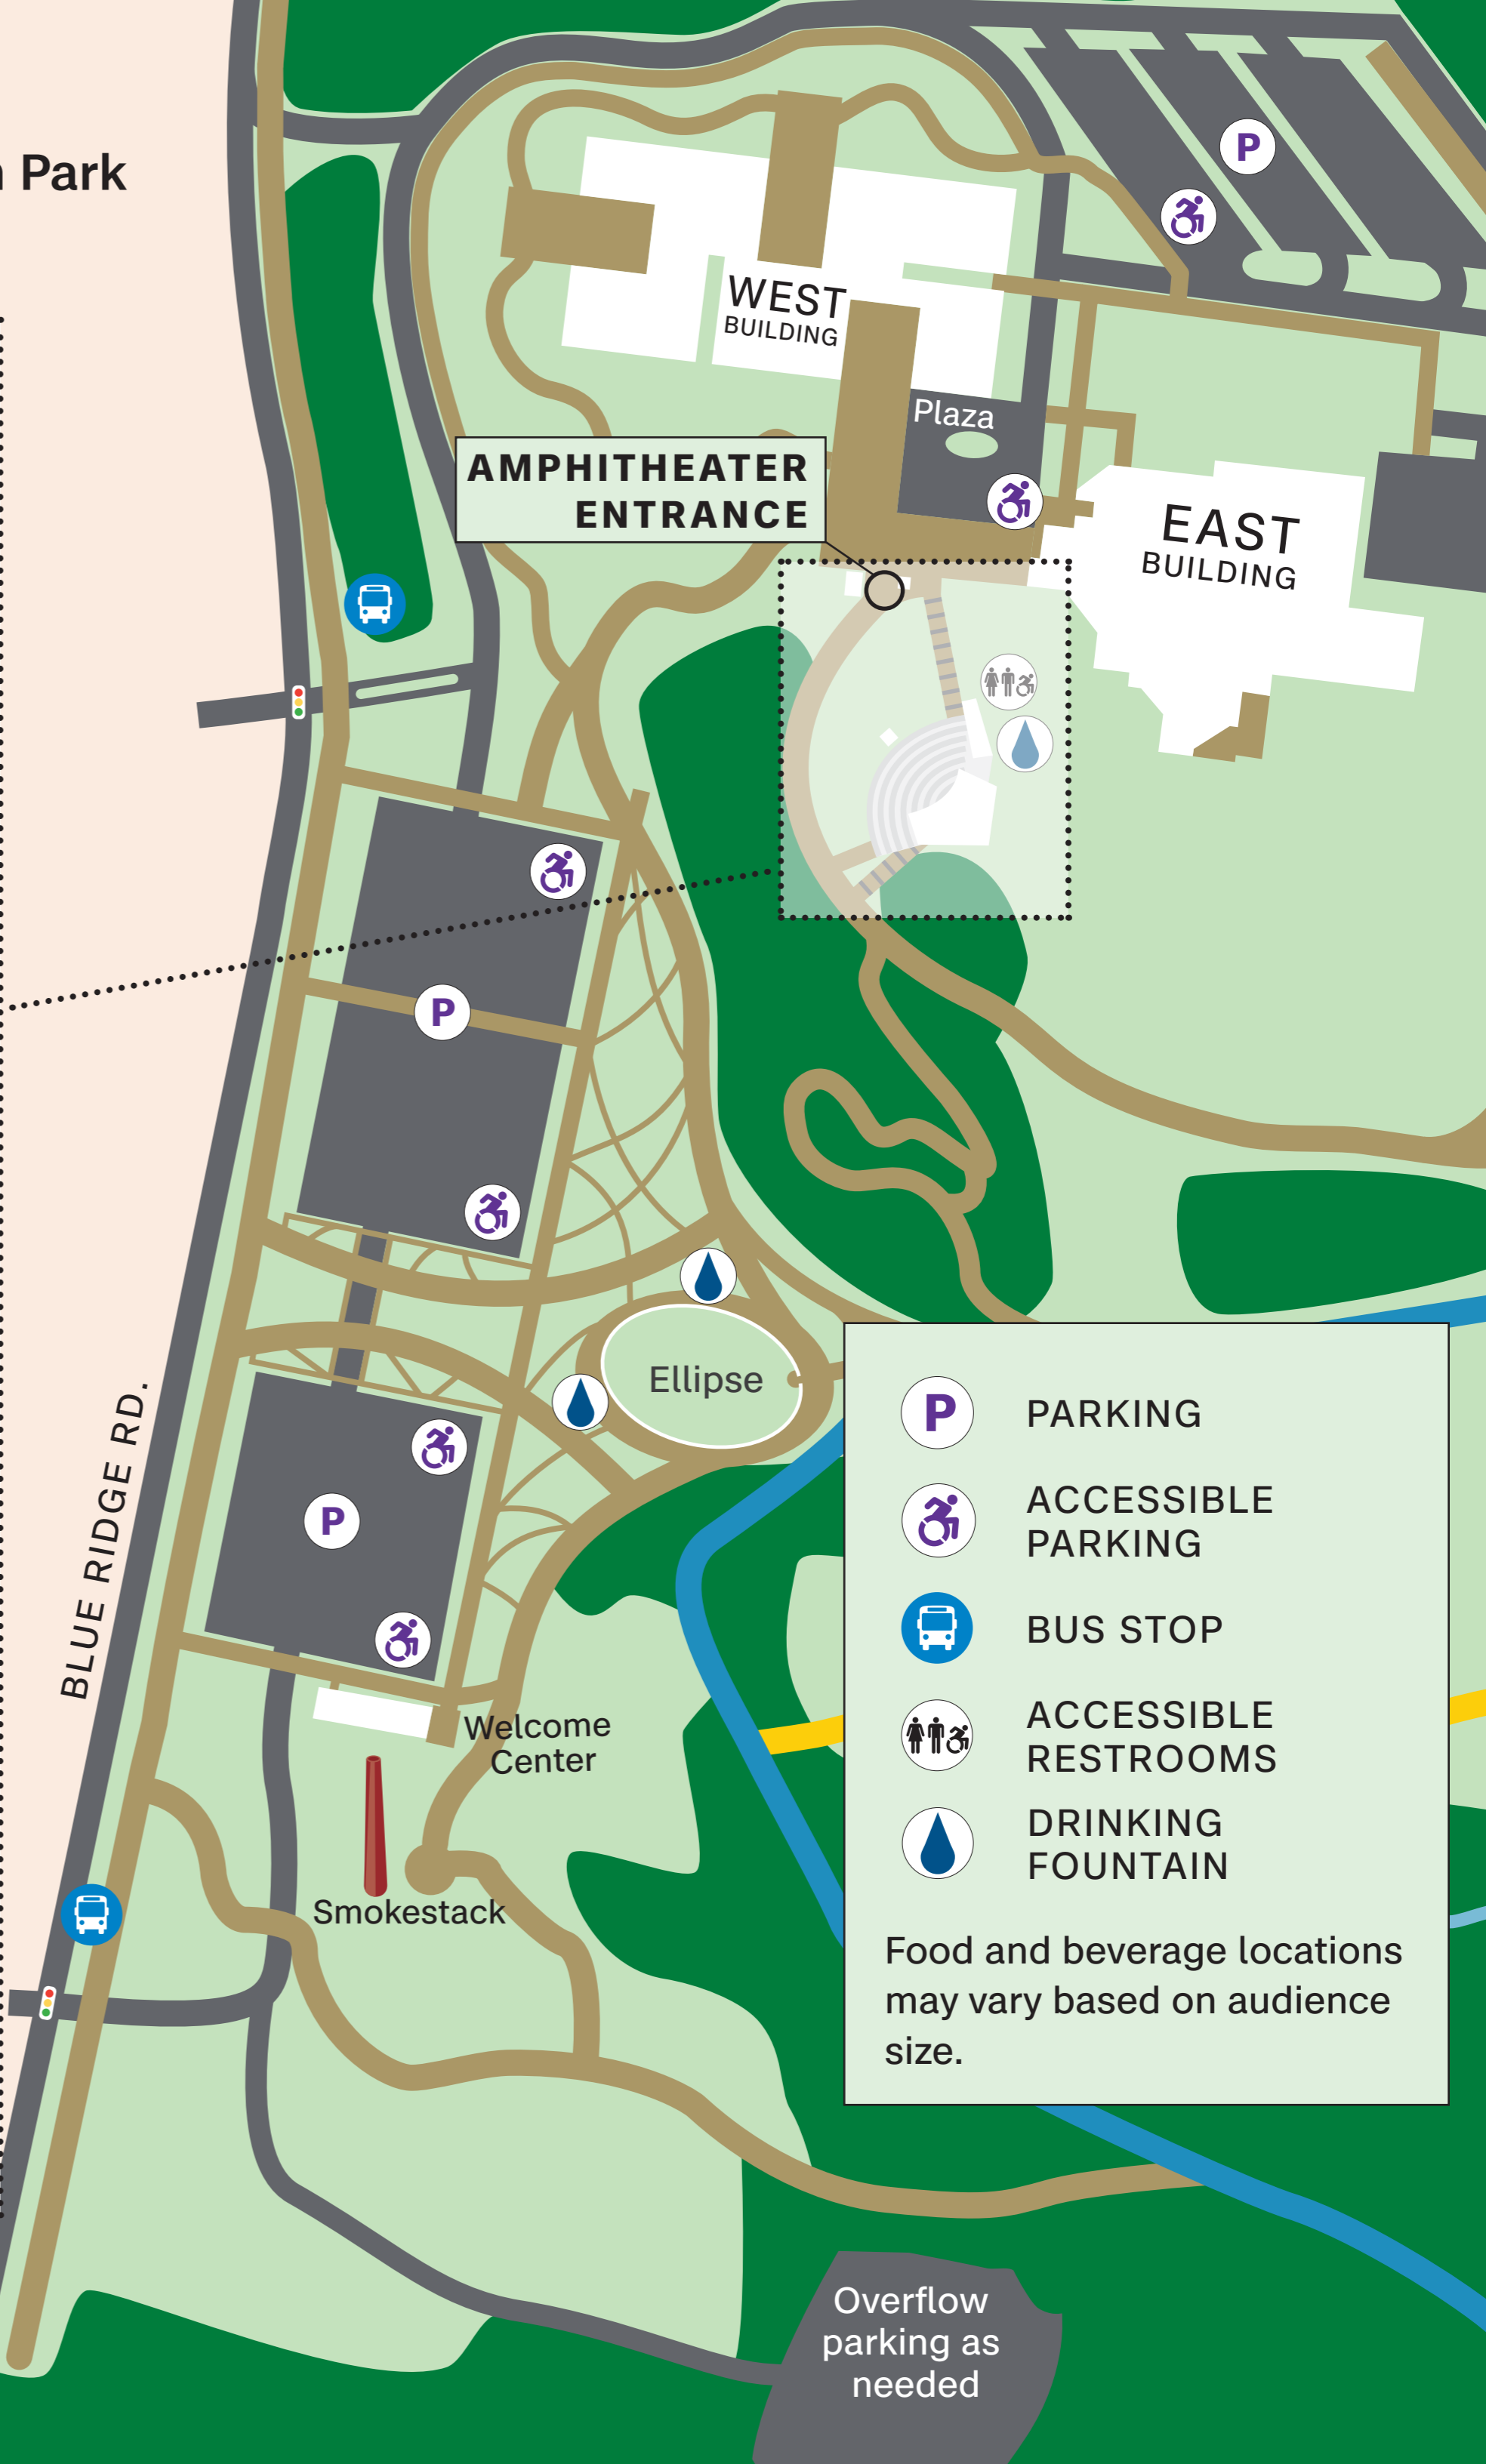 Park
P
WEST
BUILDING
Plaza
AMPHITHEATER
ENTRANCE
EAST
BUILDING
P
Ellipse
BLUE RIDGE RD.
P
Welcome
Center
Smokestack
P PARKING
ACCESSIBLE
PARKING
BUS STOP
ACCESSIBLE
RESTROOMS
DRINKING
FOUNTAIN
Food and beverage locations
may vary based on audience
size.
Overflow
parking as
needed